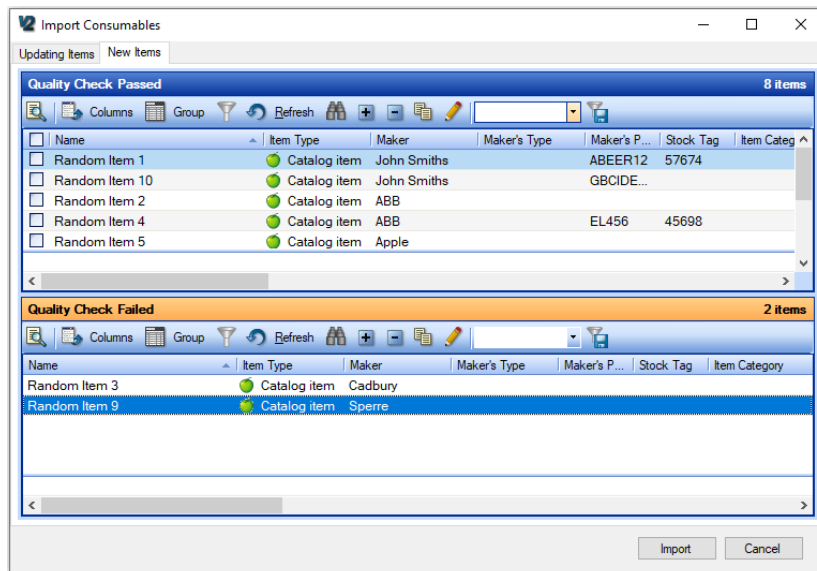 V2 Import Consumables
Updating Items New Items
Quality Check Passed 8 items
Columns Group Refresh
Name Item Type Maker Maker's Type Maker's P... Stock Tag Item Categ
Random Item 1 Catalog item John Smiths ABEER12 57674
Random Item 10 Catalog item John Smiths GBCIDE...
Random Item 2 Catalog item ABB
Random Item 4 Catalog item ABB EL456 45698
Random Item 5 Catalog item Apple
Quality Check Failed 2 items
Columns Group Refresh
Name Item Type Maker Maker's Type Maker's P... Stock Tag Item Category
Random Item 3 Catalog item Cadbury
Random Item 9 Catalog item Sperre
Import Cancel